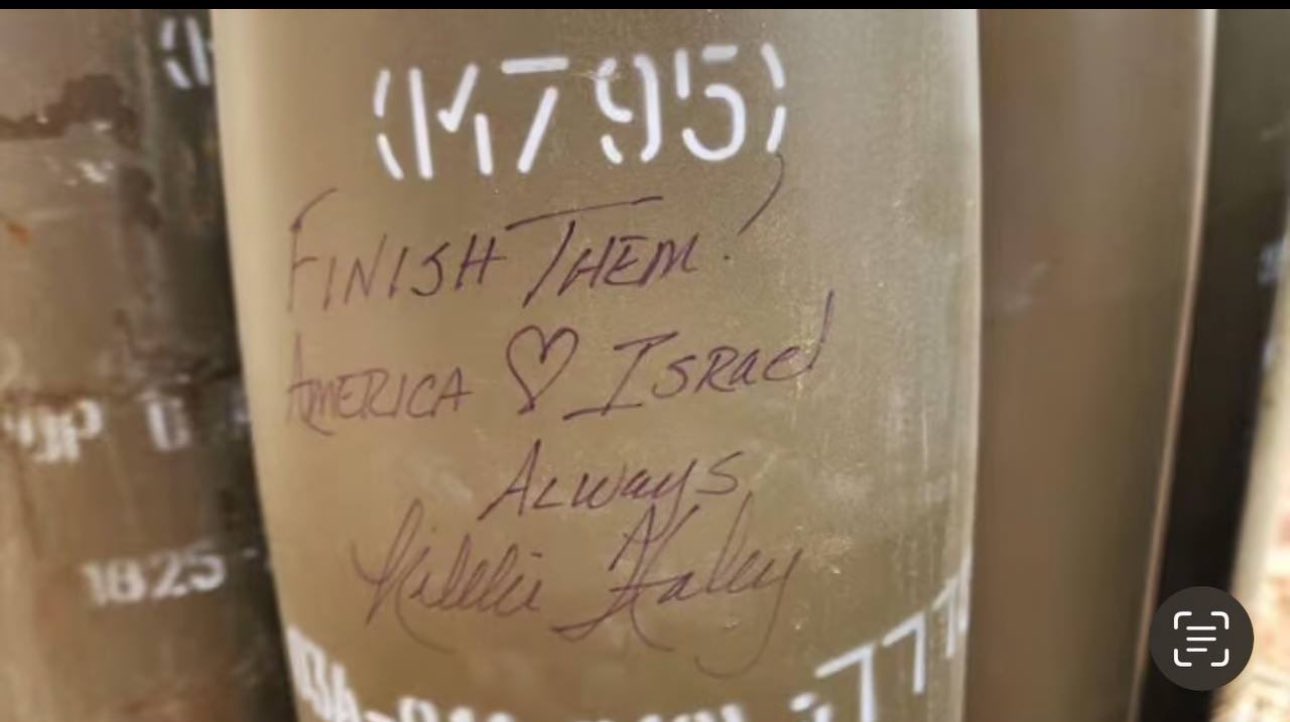 (M795)
FINISH THEM!
AMERICA ♡ ISRAEL
ALWAYS
Nikki Haley
1825